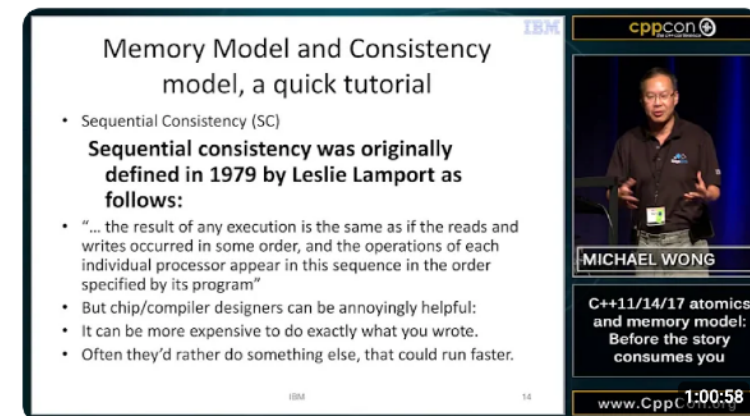 IBM
Memory Model and Consistency
model, a quick tutorial
• Sequential Consistency (SC)
Sequential consistency was originally
defined in 1979 by Leslie Lamport as
follows:
• “... the result of any execution is the same as if the reads and
writes occurred in some order, and the operations of each
individual processor appear in this sequence in the order
specified by its program”
• But chip/compiler designers can be annoyingly helpful:
• It can be more expensive to do exactly what you wrote.
• Often they’d rather do something else, that could run faster.
IBM
14
cppcon
MICHAEL WONG
C++11/14/17 atomics
and memory model:
Before the story
consumes you
www.CppCon.org
1:00:58